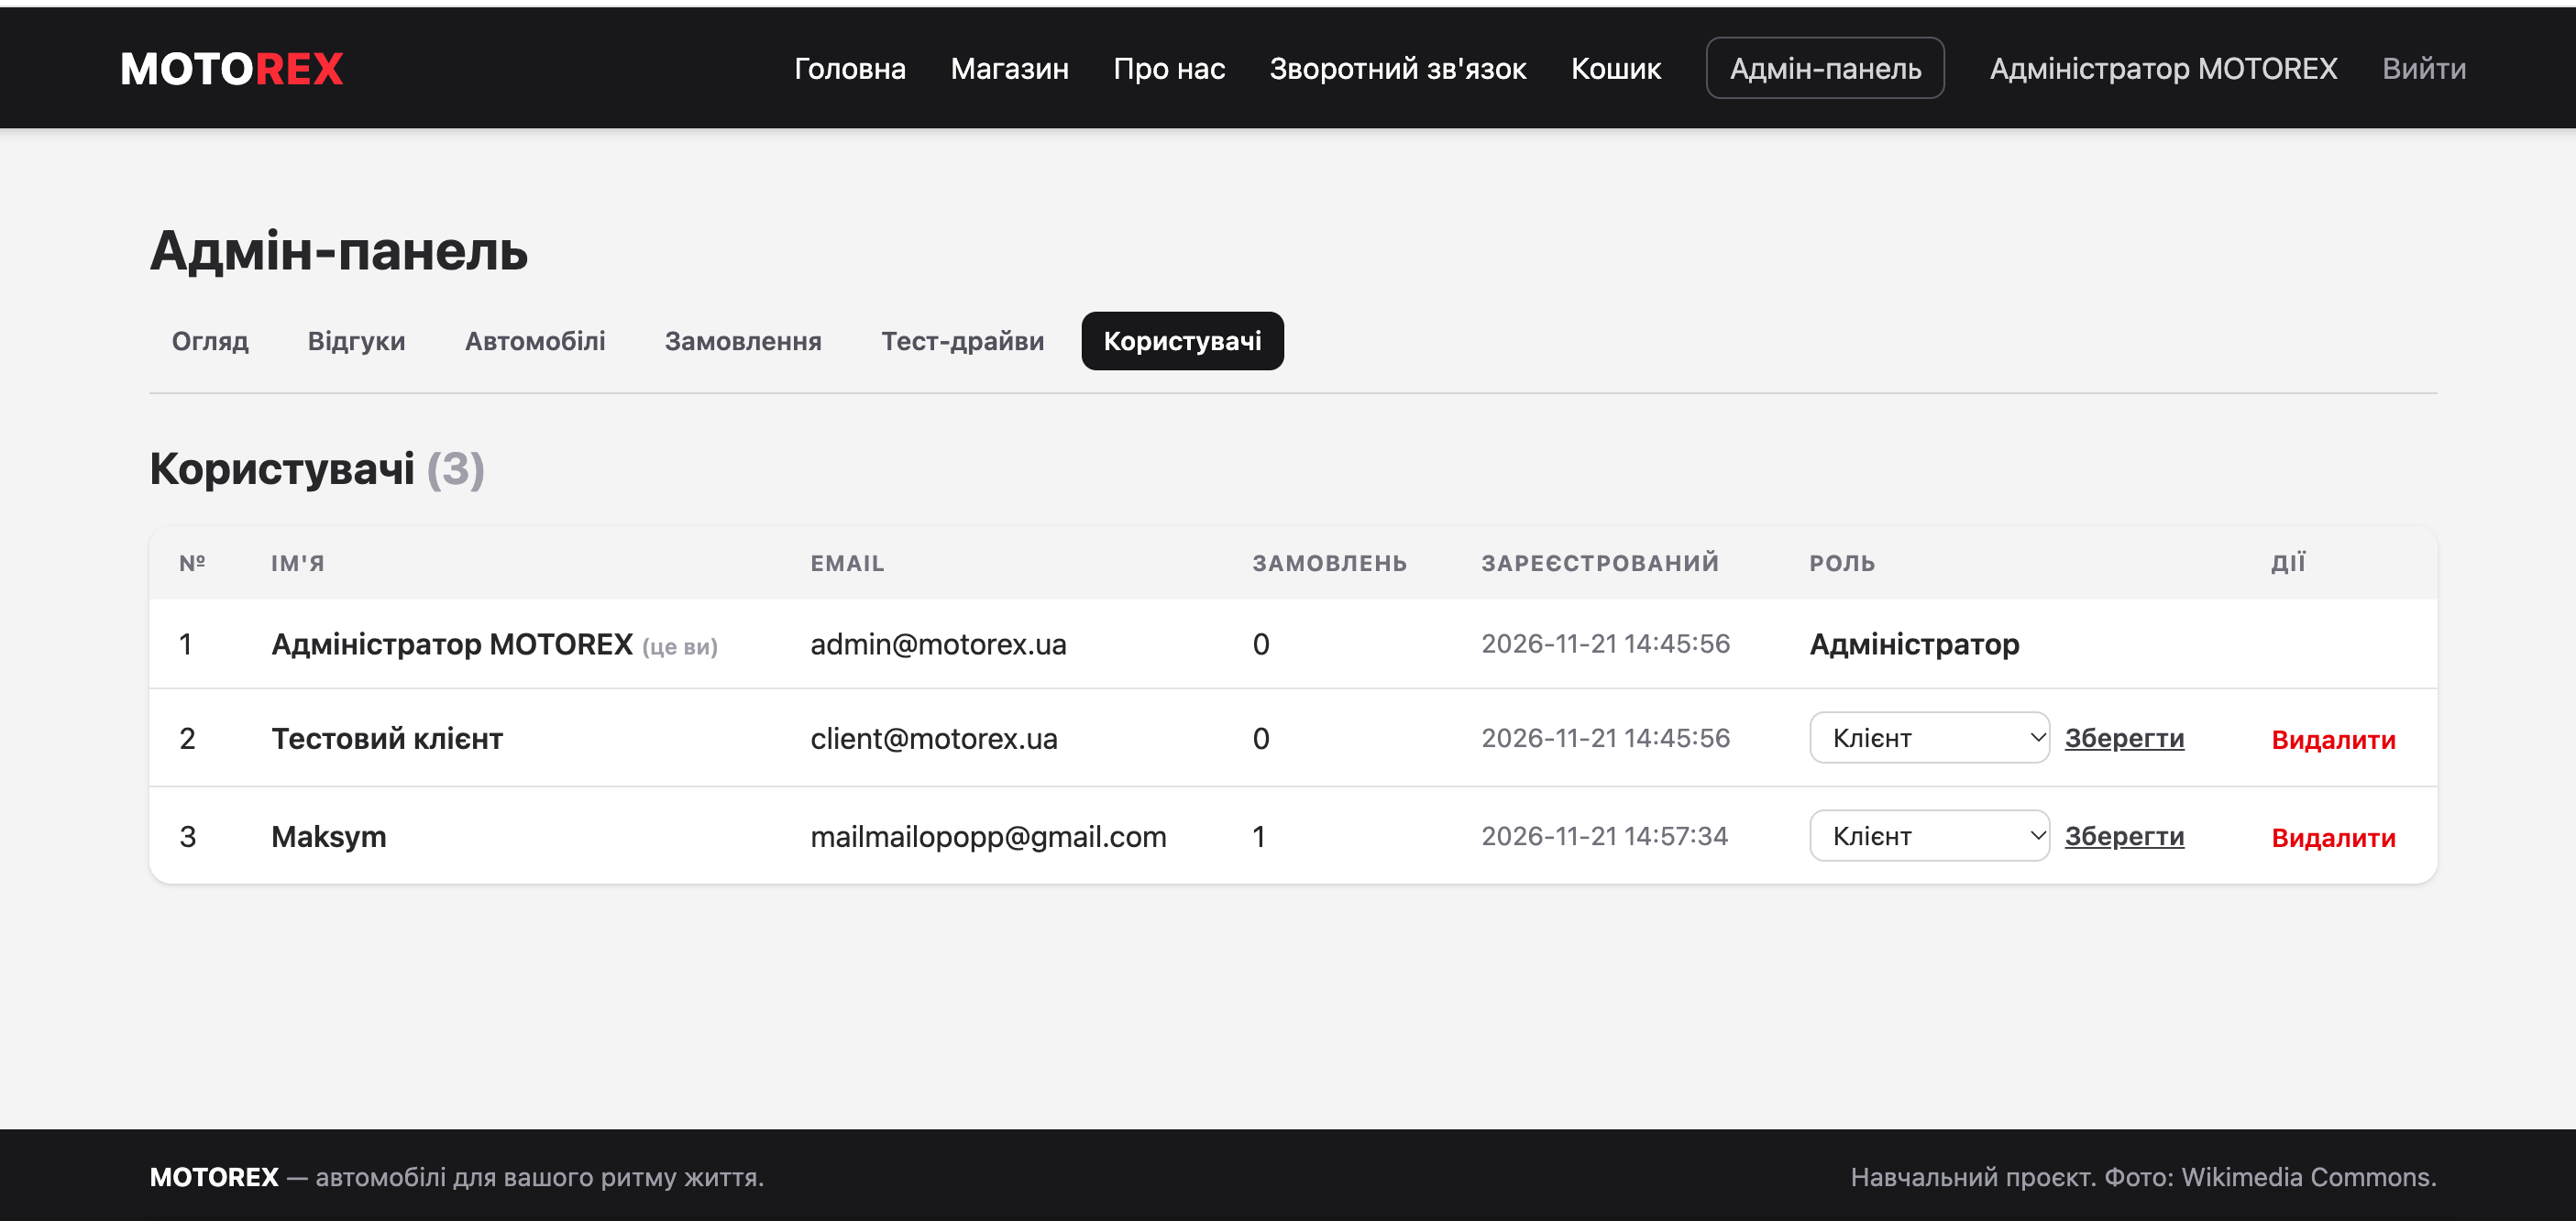 MOTOREX Головна Магазин Про нас Зворотний зв'язок Кошик Адмін-панель Адміністратор MOTOREX Вийти
Адмін-панель
Огляд Відгуки Автомобілі Замовлення Тест-драйви Користувачі
Користувачі (3)
№ ІМ'Я EMAIL ЗАМОВЛЕНЬ ЗАРЕЄСТРОВАНИЙ РОЛЬ ДІЇ
1 Адміністратор MOTOREX (це ви) admin@motorex.ua 0 2026-11-21 14:45:56 Адміністратор
2 Тестовий клієнт client@motorex.ua 0 2026-11-21 14:45:56 Клієнт Зберегти Видалити
3 Maksym mailmailopopp@gmail.com 1 2026-11-21 14:57:34 Клієнт Зберегти Видалити
MOTOREX — автомобілі для вашого ритму життя. Навчальний проєкт. Фото: Wikimedia Commons.